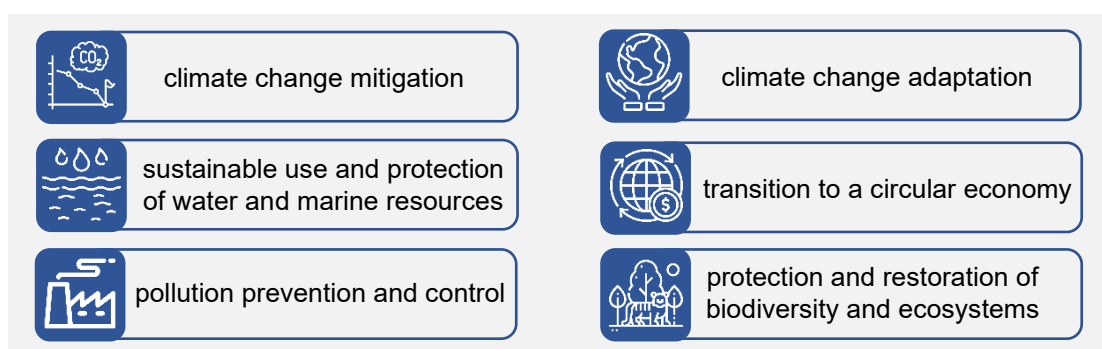 CO2
climate change mitigation
climate change adaptation
sustainable use and protection
of water and marine resources
$
transition to a circular economy
pollution prevention and control
protection and restoration of
biodiversity and ecosystems